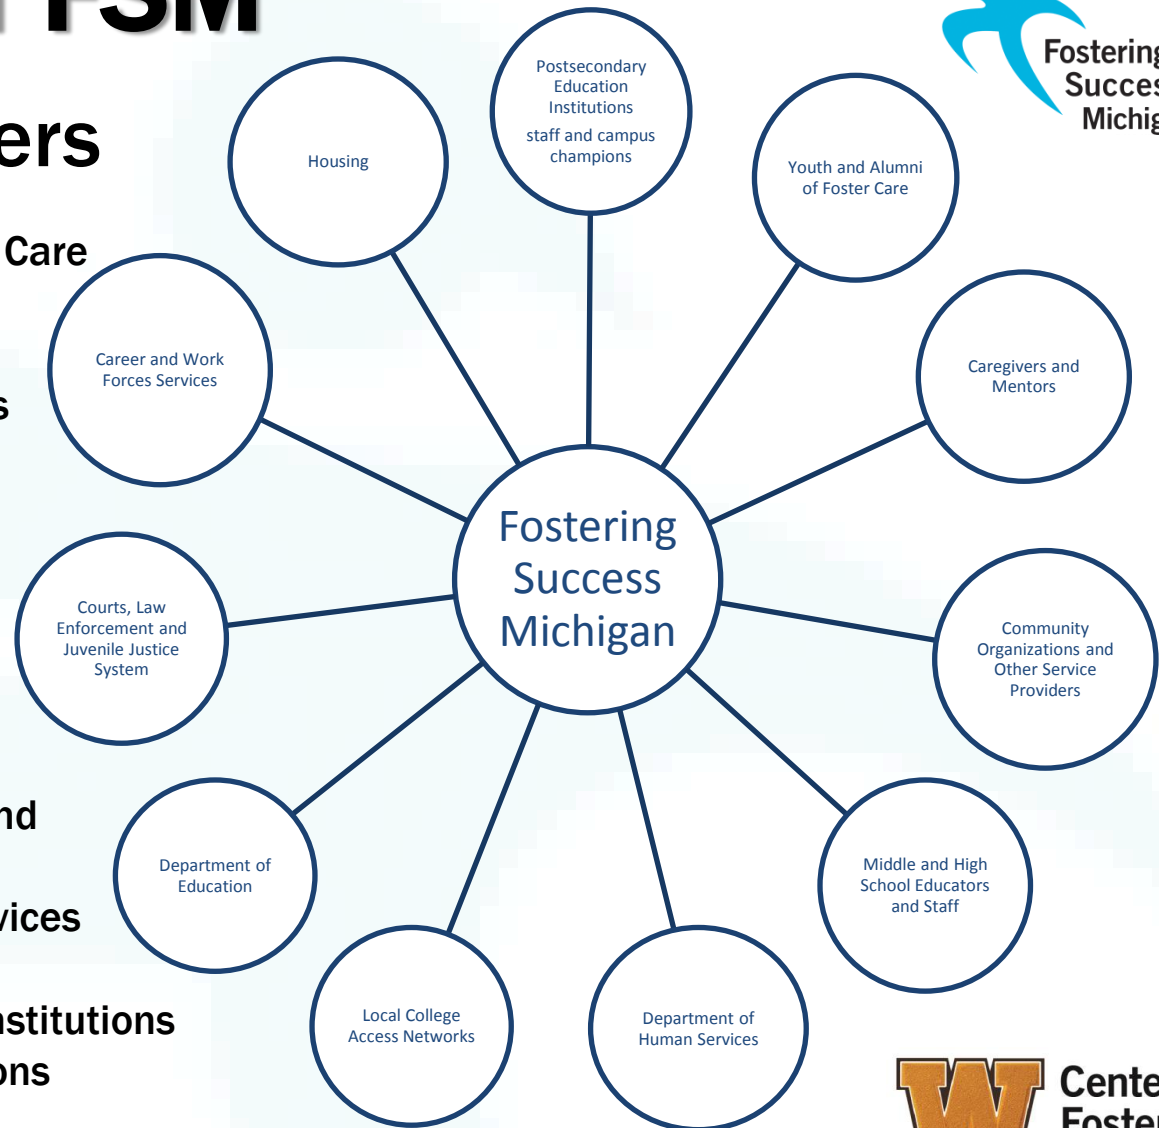 FSM
ers
Care
s
nd
vices
nstitutions
ons
Fostering
Succes
Michig
Postsecondary
Education
Institutions
staff and campus
champions
Housing
Youth and Alumni
of Foster Care
Career and Work
Forces Services
Caregivers and
Mentors
Fostering
Success
Michigan
Courts, Law
Enforcement and
Juvenile Justice
System
Community
Organizations and
Other Service
Providers
Department of
Education
Middle and High
School Educators
and Staff
Local College
Access Networks
Department of
Human Services
W
Cente
Foster